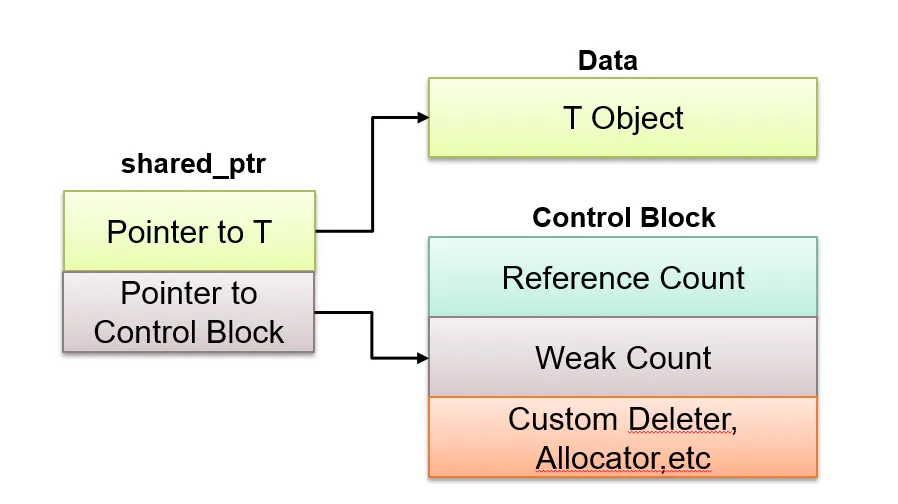 Data
T Object
shared_ptr
Pointer to T
Pointer to
Control Block
Control Block
Reference Count
Weak Count
Custom Deleter,
Allocator,etc